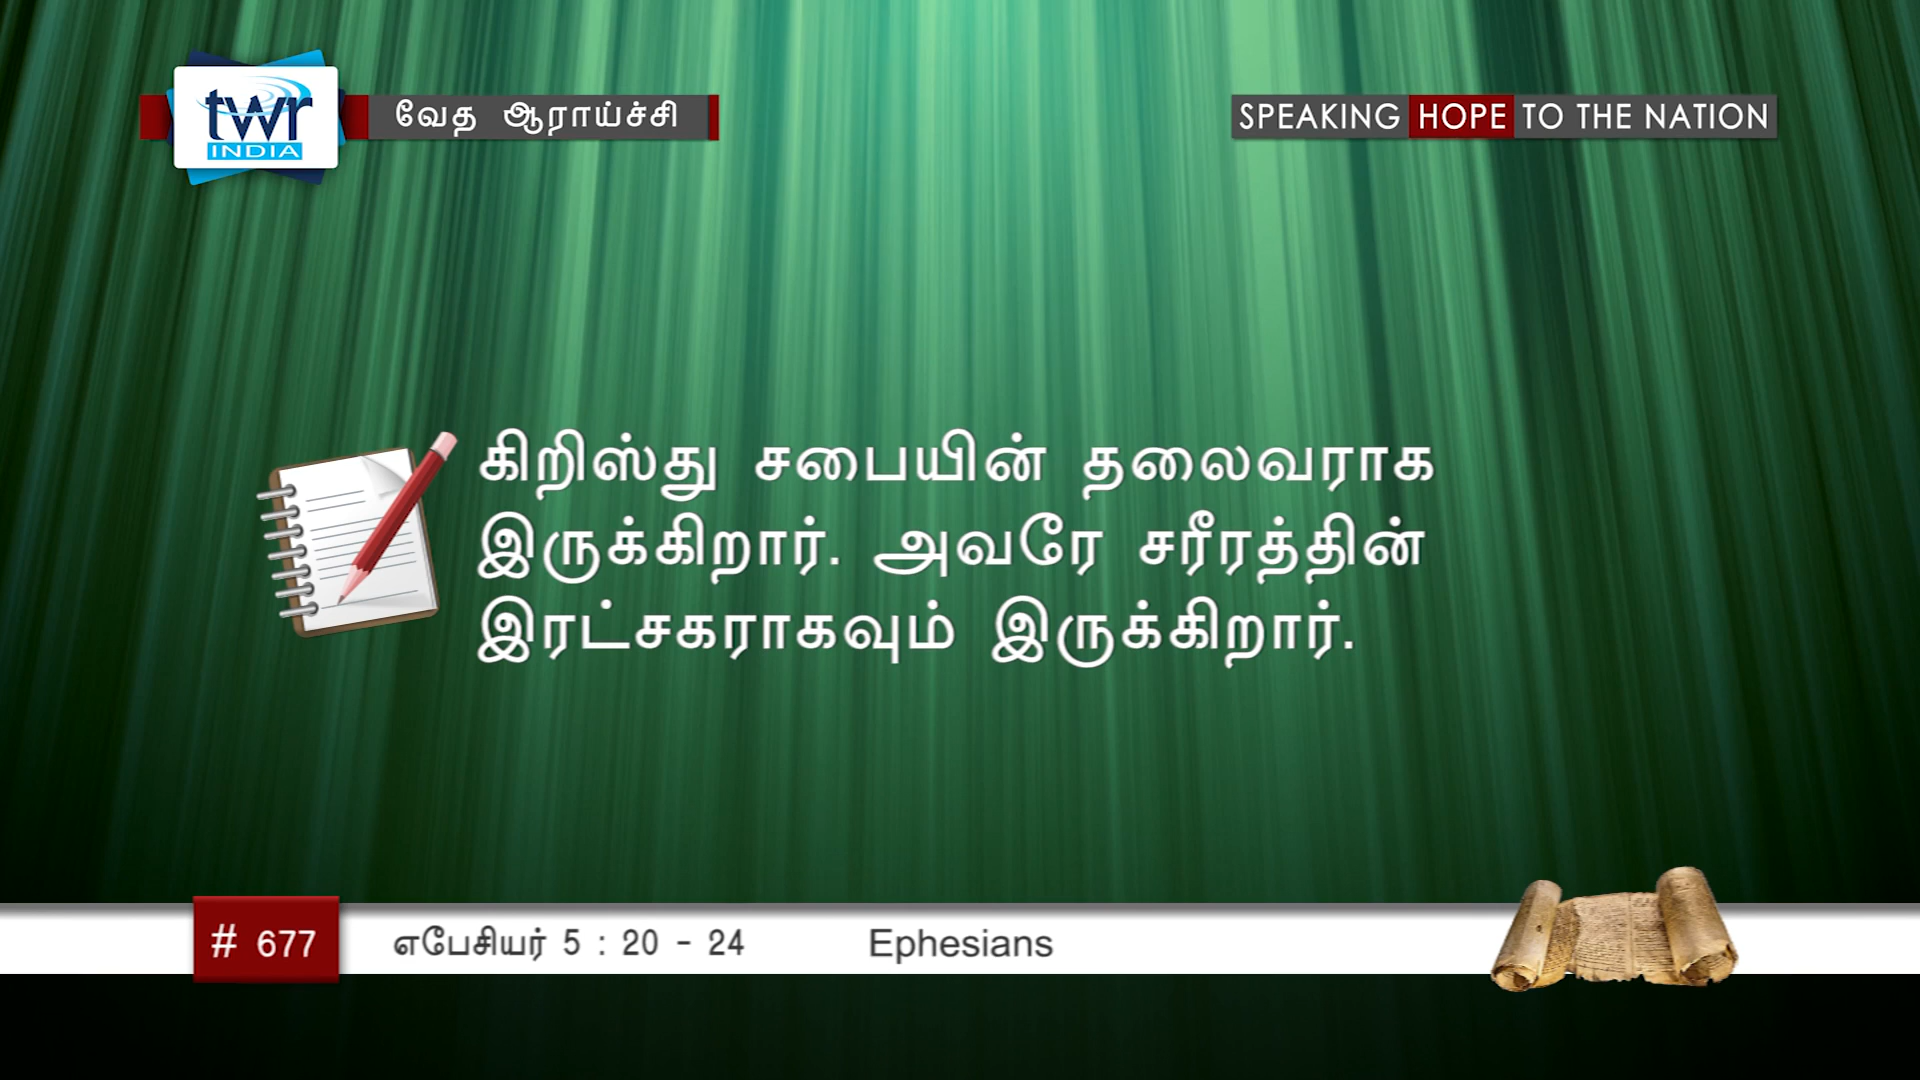 twr
INDIA
வேத ஆராய்ச்சி
SPEAKING HOPE TO THE NATION
கிறிஸ்து சபையின் தலைவராக
இருக்கிறார். அவரே சரீரத்தின்
இரட்சகராகவும் இருக்கிறார்.
# 677
எபேசியர் 5 : 20 - 24
Ephesians